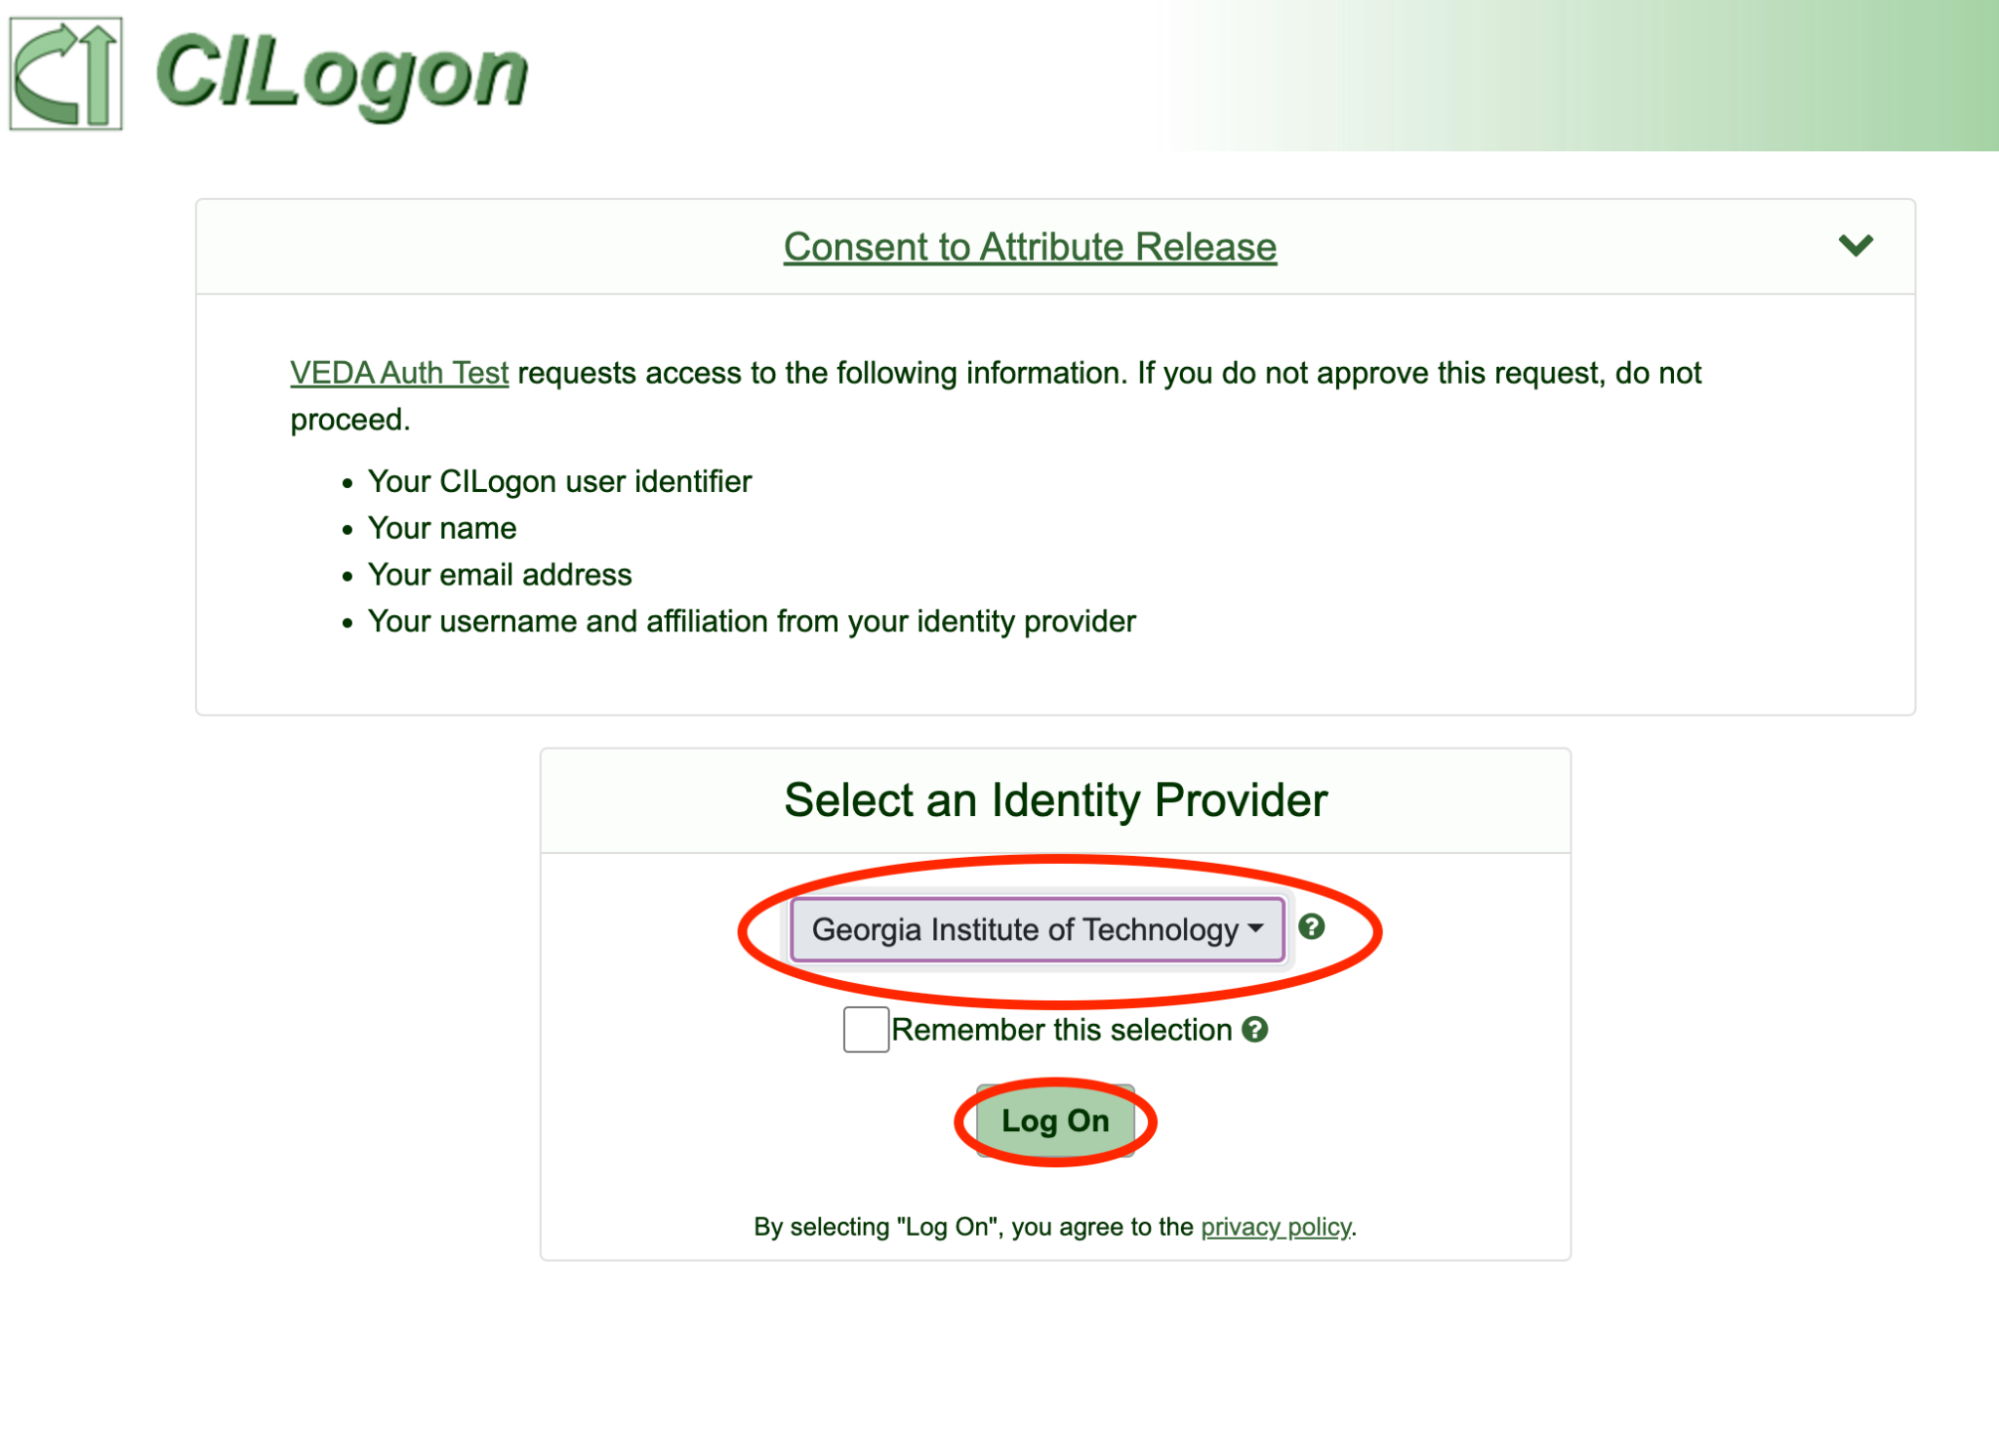 CILogon
Consent to Attribute Release
VEDA Auth Test requests access to the following information. If you do not approve this request, do not
proceed.
• Your CILogon user identifier
• Your name
• Your email address
• Your username and affiliation from your identity provider
Select an Identity Provider
Georgia Institute of Technology
Remember this selection
Log On
By selecting "Log On", you agree to the privacy policy.